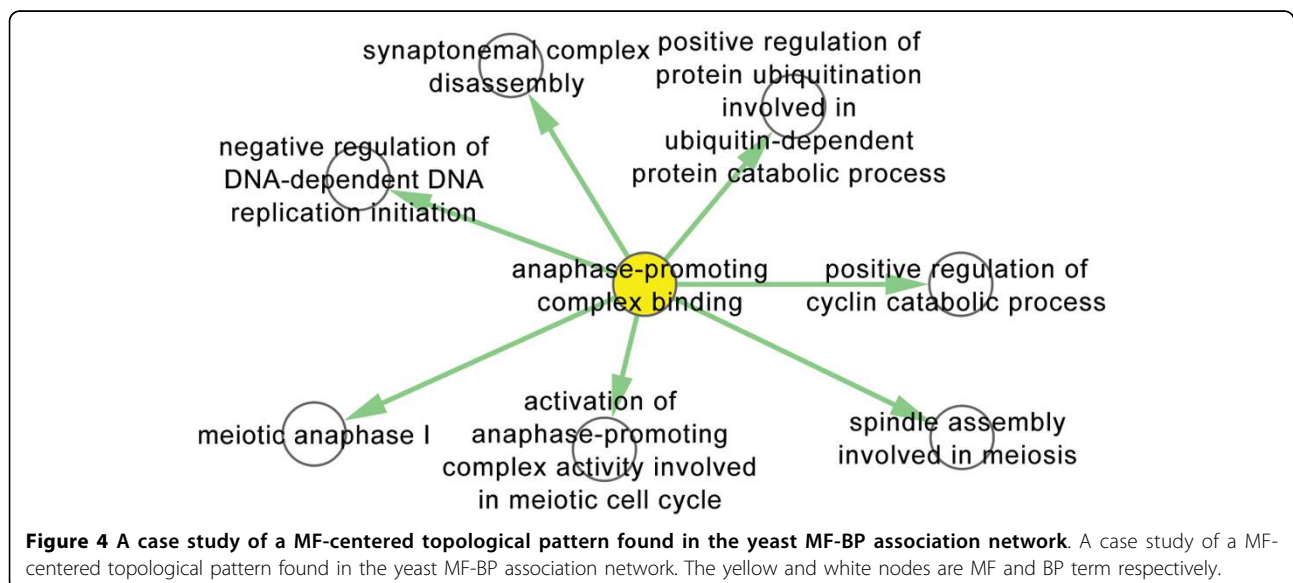 synaptonemal complex
disassembly
positive regulation of
protein ubiquitination
involved in
ubiquitin-dependent
protein catabolic process
negative regulation of
DNA-dependent DNA
replication initiation
anaphase-promoting
complex binding
positive regulation of
cyclin catabolic process
meiotic anaphase I
activation of
anaphase-promoting
complex activity involved
in meiotic cell cycle
spindle assembly
involved in meiosis
Figure 4 A case study of a MF-centered topological pattern found in the yeast MF-BP association network. A case study of a MF-
centered topological pattern found in the yeast MF-BP association network. The yellow and white nodes are MF and BP term respectively.